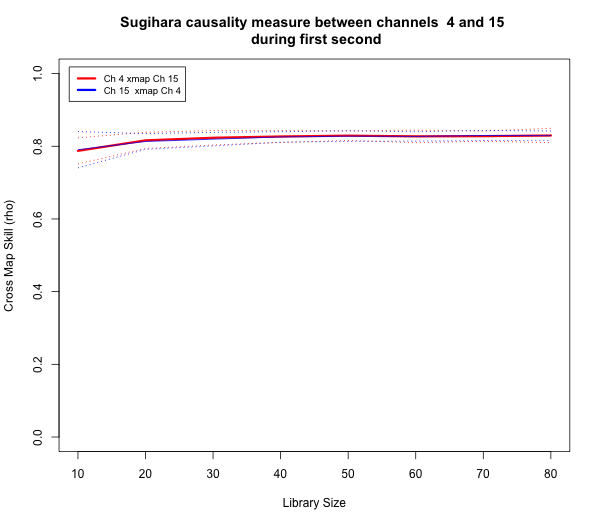 Sugihara causality measure between channels  4 and 15
during first second
Ch 4 xmap Ch 15
Ch 15  xmap Ch 4
Cross Map Skill (rho)
1.0
0.8
0.6
0.4
0.2
0.0
10 20 30 40 50 60 70 80
Library Size